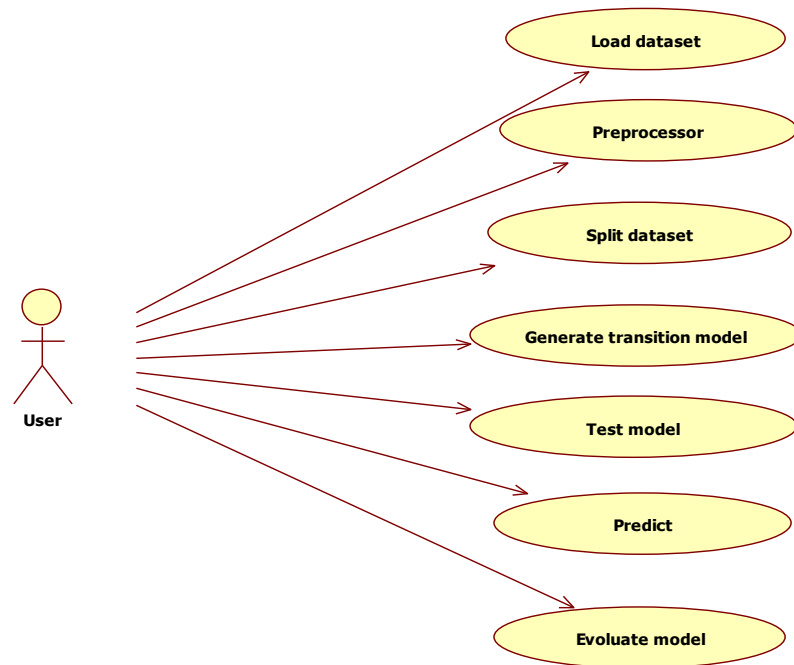 Load dataset
Preprocessor
Split dataset
Generate transition model
Test model
User
Predict
Evoluate model